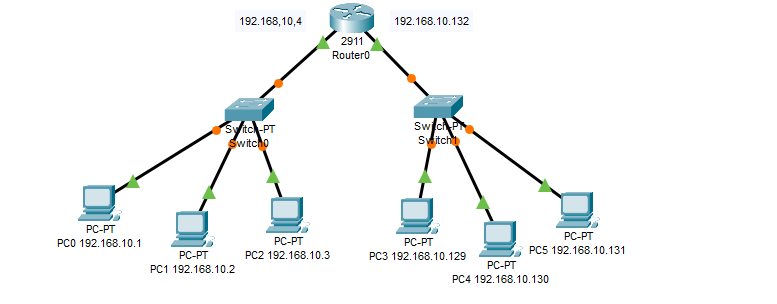 192.168,10,4
192.168.10.132
2911
Router0
Switch-PT
Switch0
Switch-PT
Switch1
PC-PT
PC0 192.168.10.1
PC-PT
PC1 192.168.10.2
PC-PT
PC2 192.168.10.3
PC-PT
PC3 192.168.10.129
PC-PT
PC4 192.168.10.130
PC-PT
PC5 192.168.10.131